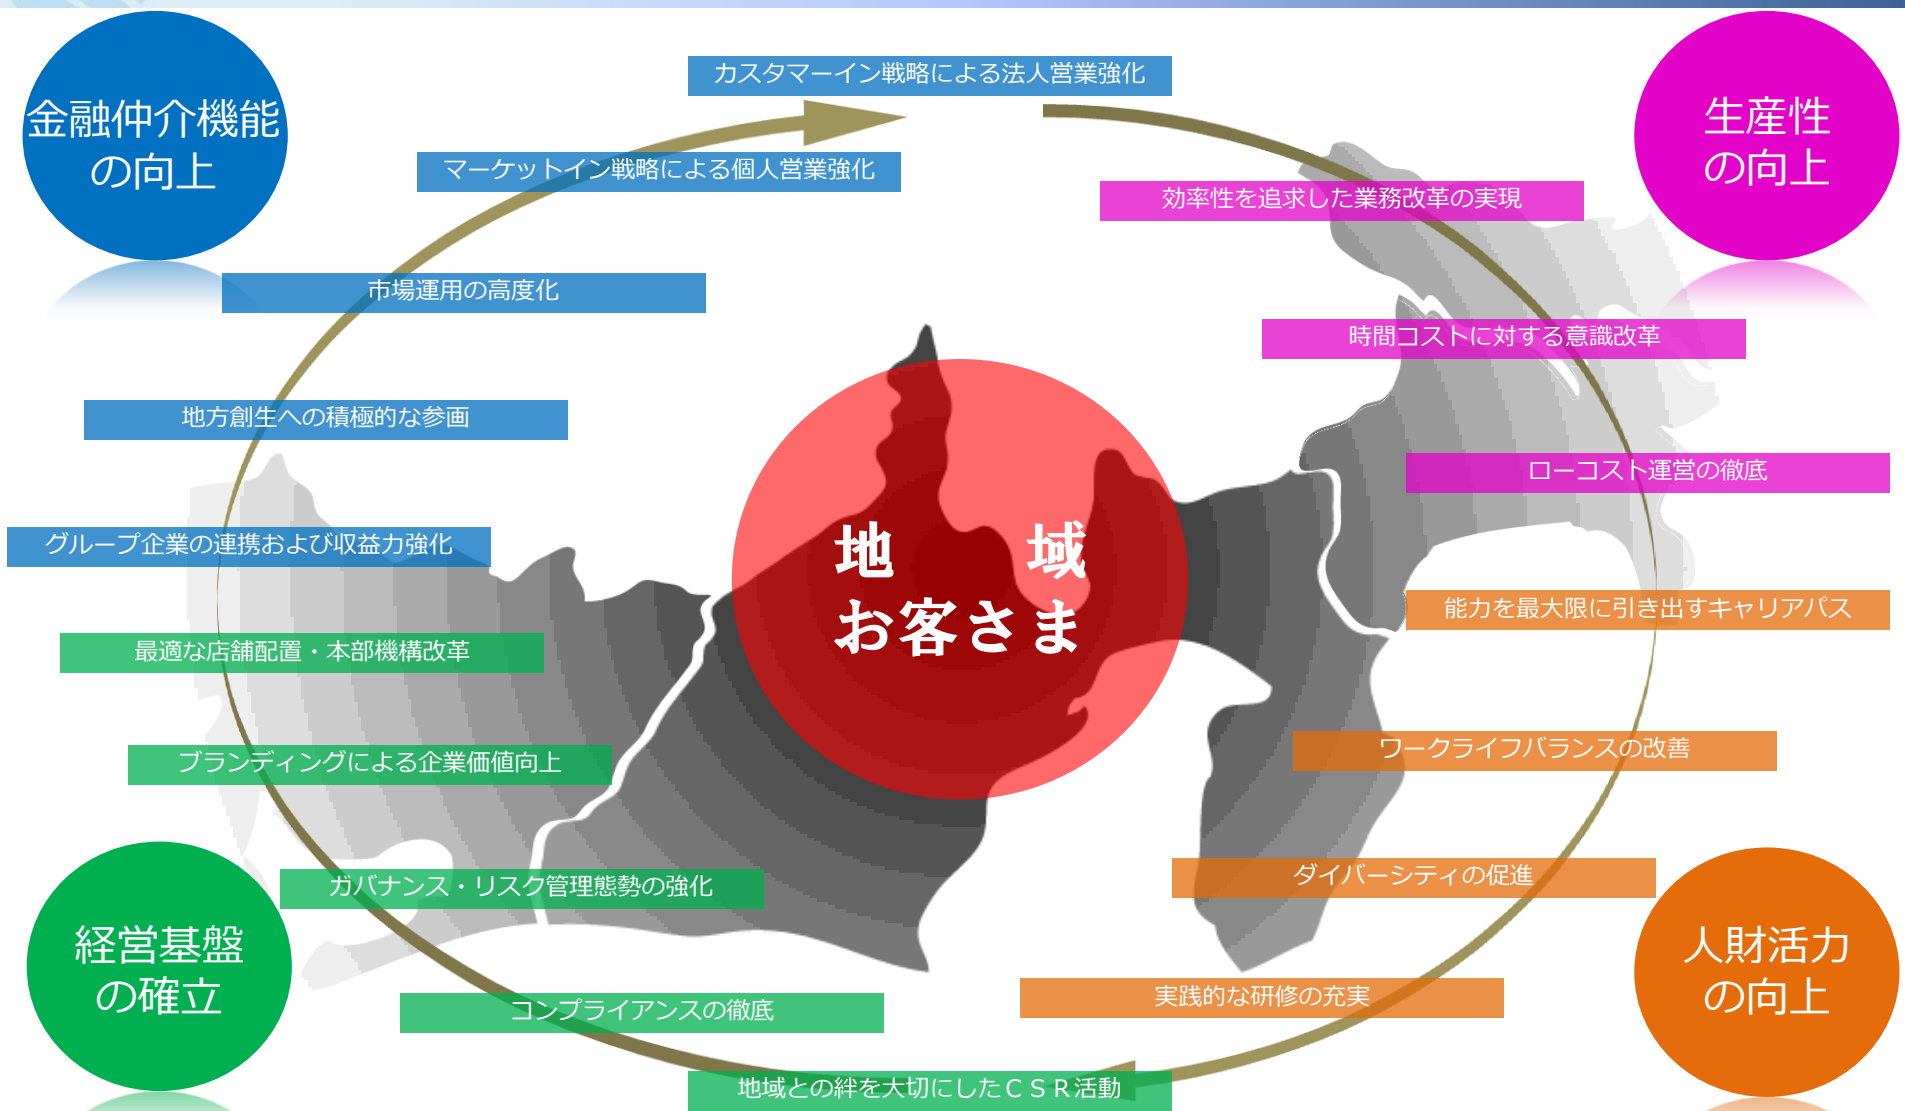 金融仲介機能
の向上
カスタマーイン戦略による法人営業強化
マーケットイン戦略による個人営業強化
市場運用の高度化
地方創生への積極的な参画
グループ企業の連携および収益力強化
生産性
の向上
効率性を追求した業務改革の実現
時間コストに対する意識改革
ローコスト運営の徹底
地　域
お客さま
最適な店舗配置・本部機構改革
ブランディングによる企業価値向上
ガバナンス・リスク管理態勢の強化
コンプライアンスの徹底
地域との絆を大切にしたＣＳＲ活動
経営基盤
の確立
能力を最大限に引き出すキャリアパス
ワークライフバランスの改善
ダイバーシティの促進
実践的な研修の充実
人財活力
の向上